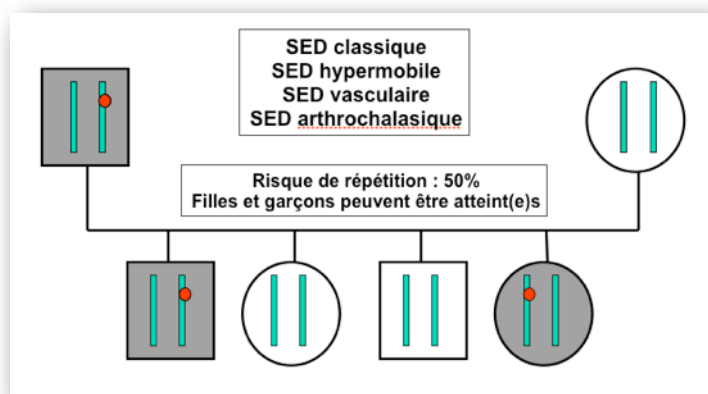 SED classique
SED hypermobile
SED vasculaire
SED arthrochalasique
Risque de répétition : 50%
Filles et garçons peuvent être atteint(e)s